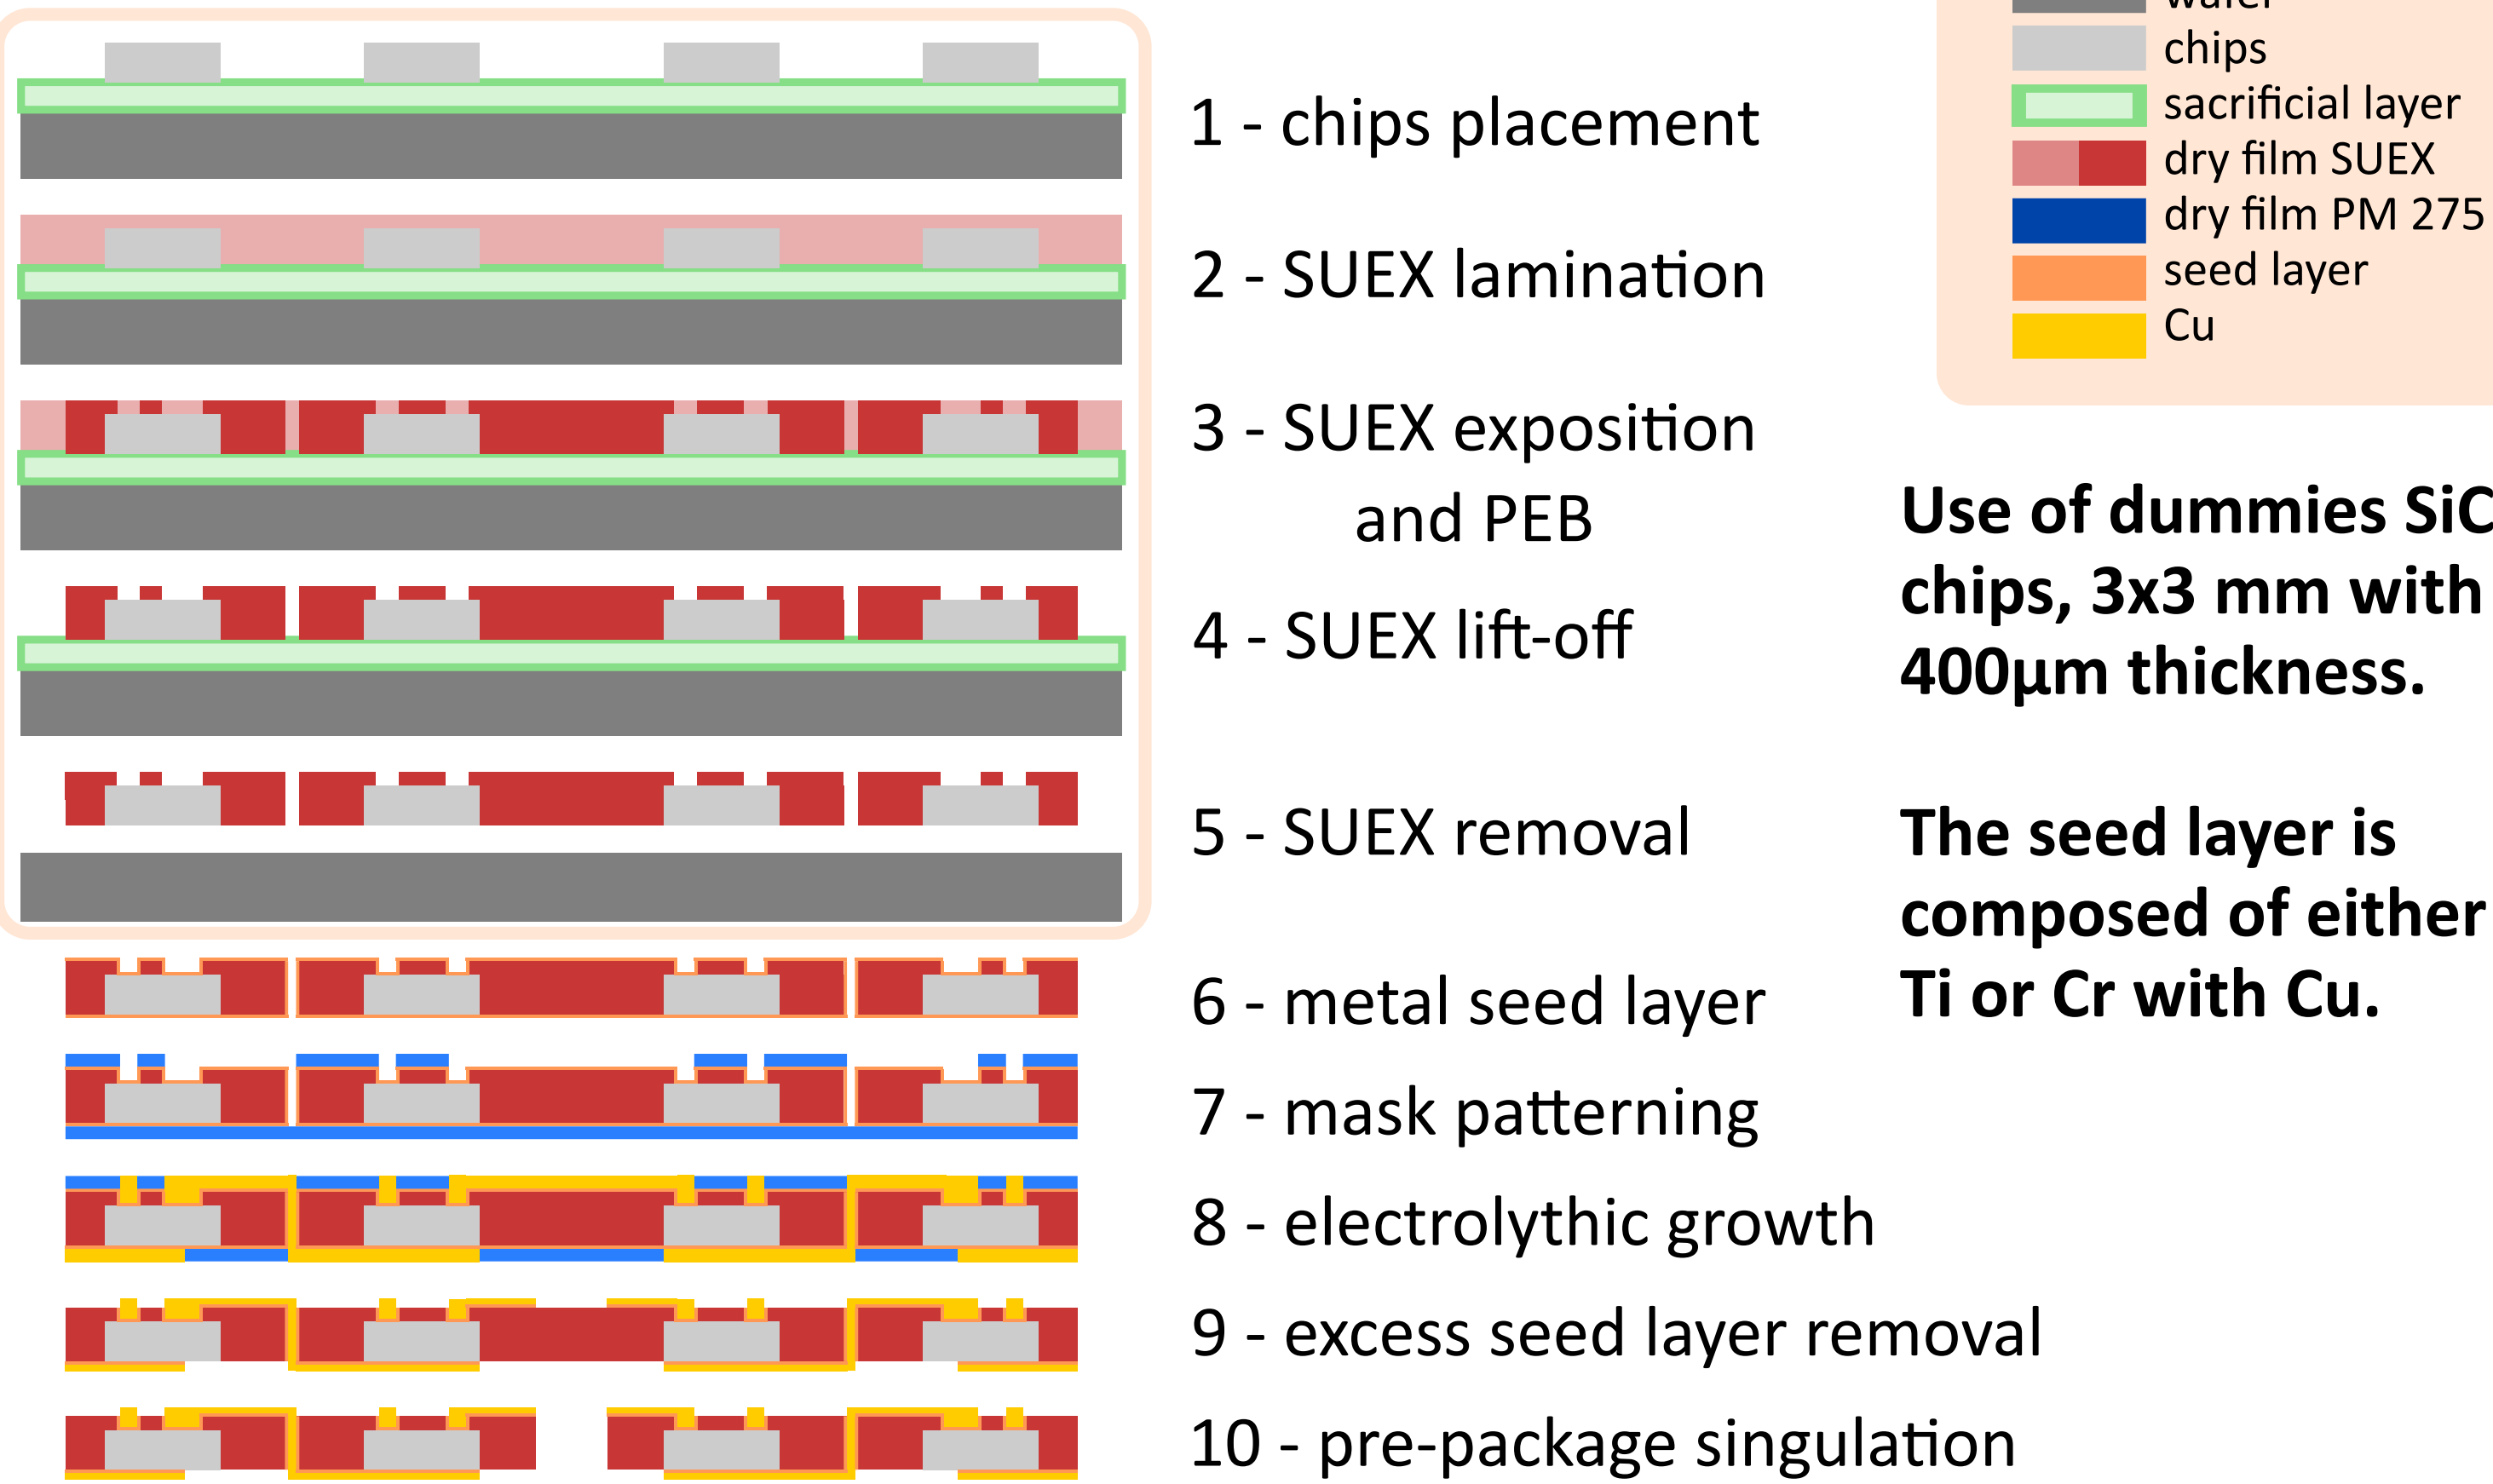 chips
sacrificial layer
dry film SUEX
dry film PM 275
seed layer
Cu
1 - chips placement
2 - SUEX lamination
3 - SUEX exposition
and PEB
4 - SUEX lift-off
5 - SUEX removal
6 - metal seed layer
7 - mask patterning
8 - electrolythic growth
9 - excess seed layer removal
10 - pre-package singulation
Use of dummies SiC
chips, 3x3 mm with
400µm thickness.
The seed layer is
composed of either
Ti or Cr with Cu.